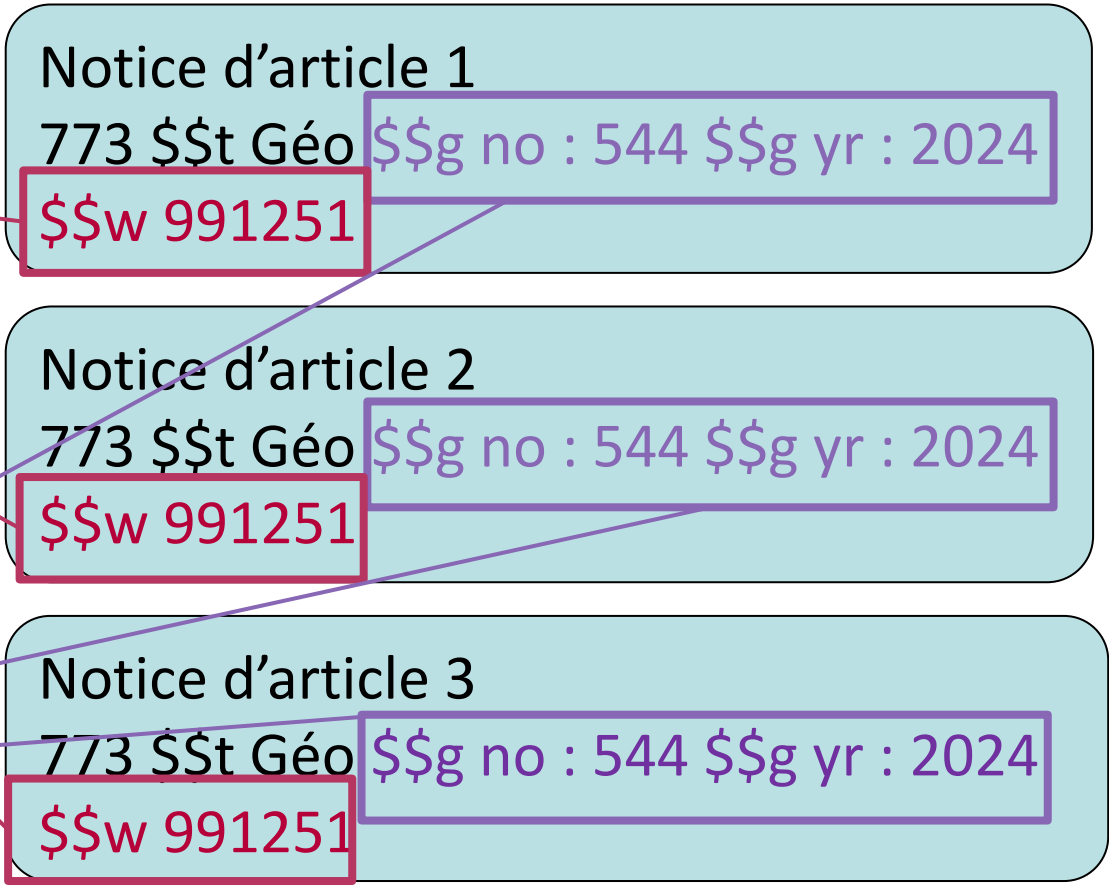 Notice d’article 1
773 $$t Géo $$g no : 544 $$g yr : 2024
$$w 991251
Notice d’article 2
773 $$t Géo $$g no : 544 $$g yr : 2024
$$w 991251
Notice d’article 3
773 $$t Géo $$g no : 544 $$g yr : 2024
$$w 991251